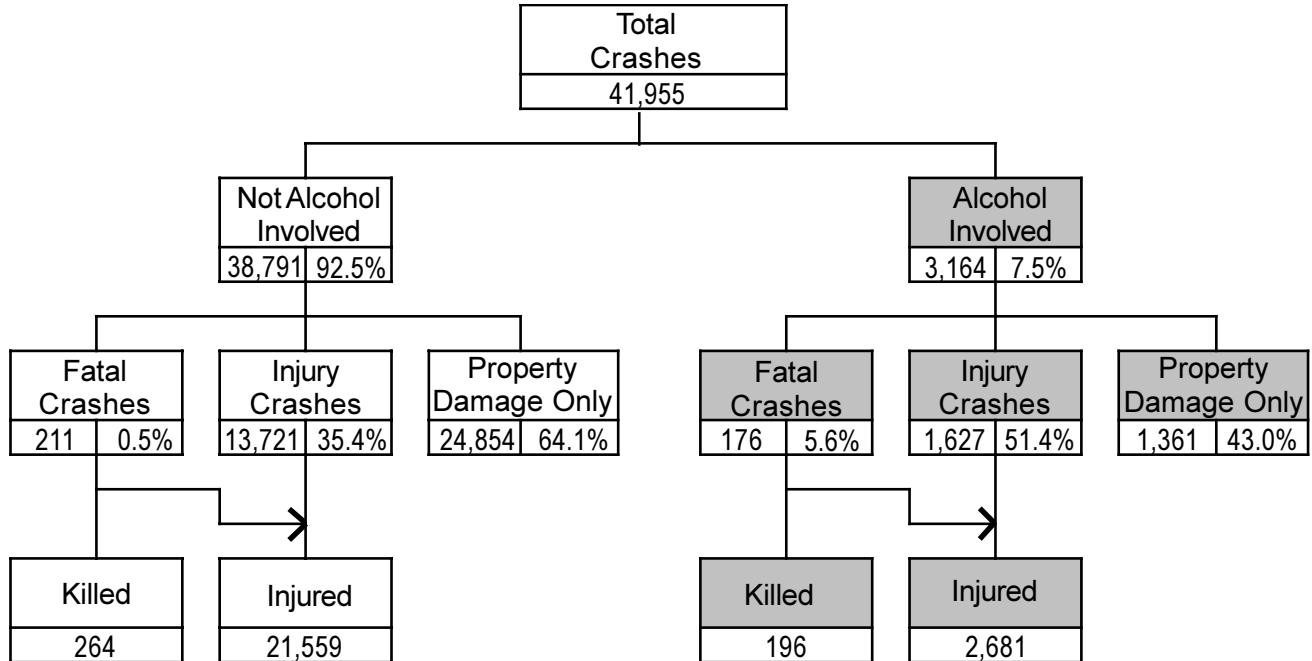 Total
Crashes
41,955
Not Alcohol
Involved
38,791 92.5%
Alcohol
Involved
3,164 7.5%
Fatal
Crashes
211 0.5%
Injury
Crashes
13,721 35.4%
Property
Damage Only
24,854 64.1%
Fatal
Crashes
176 5.6%
Injury
Crashes
1,627 51.4%
Property
Damage Only
1,361 43.0%
Killed
264
Injured
21,559
Killed
196
Injured
2,681